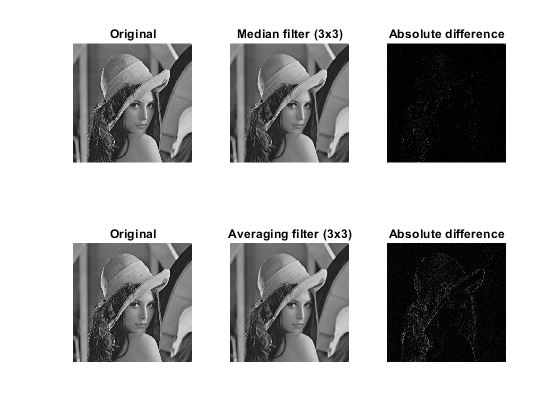 Original Median filter (3x3) Absolute difference
Original Averaging filter (3x3) Absolute difference